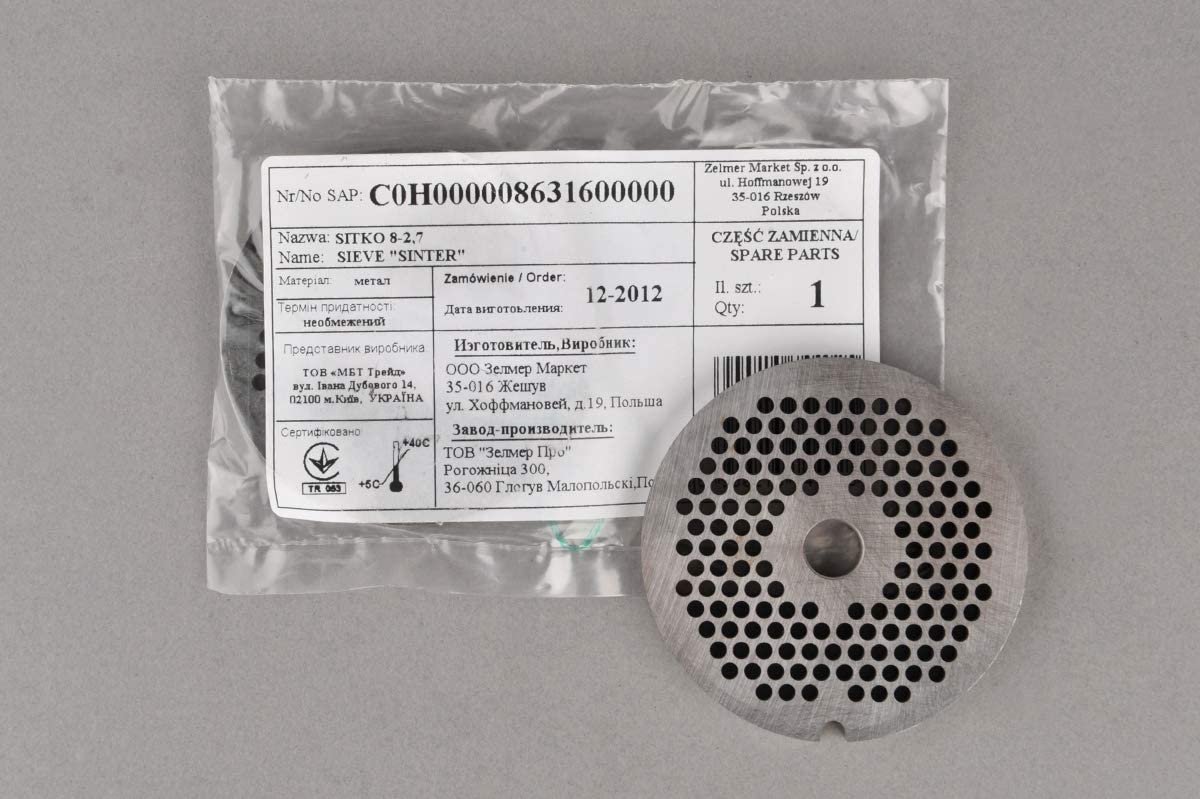 Nr/No SAP: C0H000008631600000
Zelmer Market Sp. z o.o.
ul. Hoffmanowej 19
35-016 Rzeszów
Polska
Nazwa: SITKO 8-2,7
Name: SIEVE "SINTER"
CZĘŚĆ ZAMIENNA/
SPARE PARTS
Il. szt.:
Qty: 1
Матеріал: метал
Термін придатності:
необмежений
Zamówienie / Order:
12-2012
Дата виготоьлення:
Представник виробника:
ТОВ «МБТ Трейд»
вул. Івана Дубового 14,
02100 м.Київ, УКРАЇНА
Изготовитель,Виробник:
ООО Зелмер Маркет
35-016 Жешув
ул. Хоффмановей, д.19, Польша
Завод-производитель:
ТОВ "Зелмер Про"
Рогожніца 300,
36-060 Глогув Малопольскі,
Сертифіковано
TR 063
+5C
+40C